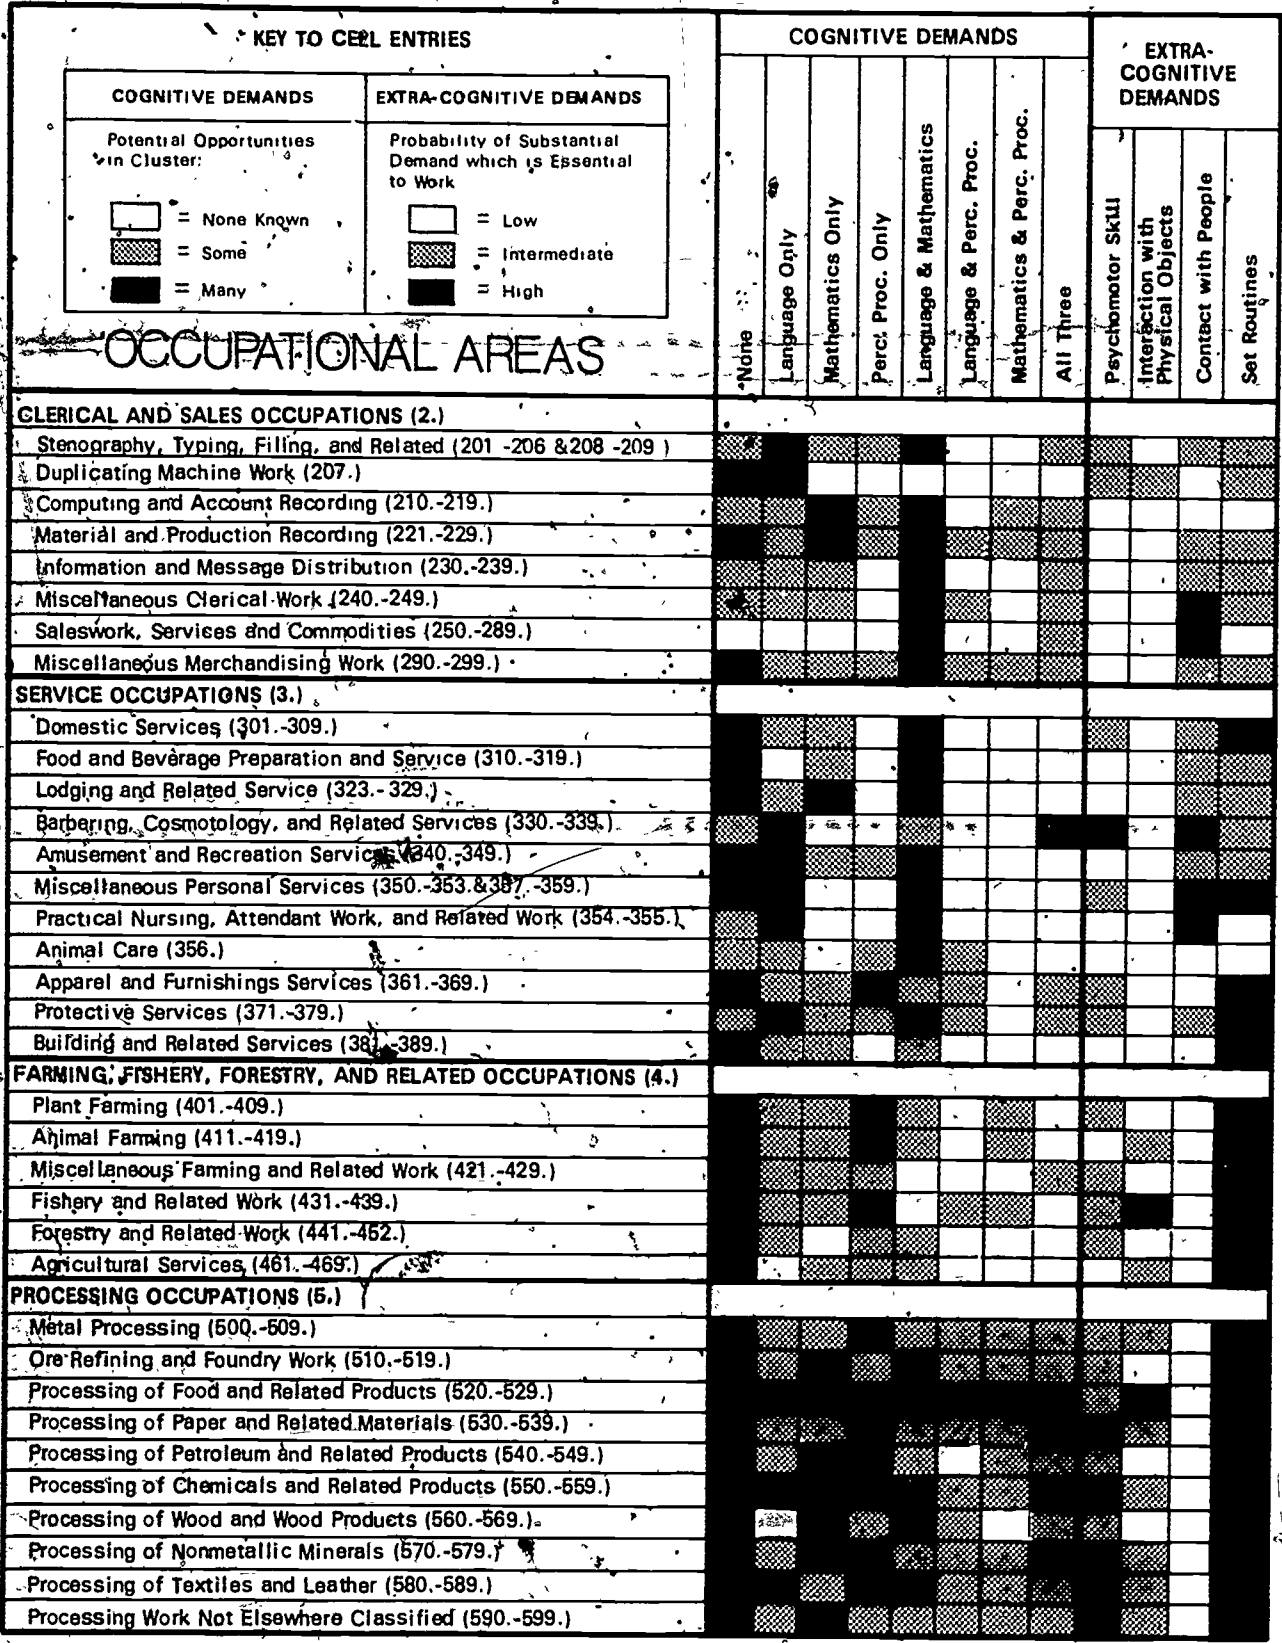 KEY TO CELL ENTRIES
COGNITIVE DEMANDS
EXTRA-COGNITIVE DEMANDS
Potential Opportunities
in Cluster:
= None Known
= Some
= Many
Probability of Substantial
Demand which is Essential
to Work
= Low
= Intermediate
= High
OCCUPATIONAL AREAS
COGNITIVE DEMANDS
None
Language Only
Mathematics Only
Perc. Proc. Only
Language & Mathematics
Language & Perc. Proc.
Mathematics & Perc. Proc.
All Three
EXTRA-
COGNITIVE
DEMANDS
Psychomotor Skill
Interaction with
Physical Objects
Contact with People
Set Routines
CLERICAL AND SALES OCCUPATIONS (2.)
Stenography, Typing, Filling, and Related (201 -206 &208 -209 )
Duplicating Machine Work (207.)
Computing and Account Recording (210.-219.)
Material and Production Recording (221.-229.)
Information and Message Distribution (230.-239.)
Miscellaneous Clerical Work (240.-249.)
Saleswork, Services and Commodities (250.-289.)
Miscellaneous Merchandising Work (290.-299.)
SERVICE OCCUPATIONS (3.)
Domestic Services (301.-309.)
Food and Beverage Preparation and Service (310.-319.)
Lodging and Related Service (323.-329.)
Barbering, Cosmotology, and Related Services (330.-339.)
Amusement and Recreation Services (340.-349.)
Miscellaneous Personal Services (350.-353.&357.-359.)
Practical Nursing, Attendant Work, and Related Work (354.-355.)
Animal Care (356.)
Apparel and Furnishings Services (361.-369.)
Protective Services (371.-379.)
Building and Related Services (381.-389.)
FARMING, FISHERY, FORESTRY, AND RELATED OCCUPATIONS (4.)
Plant Farming (401.-409.)
Animal Farming (411.-419.)
Miscellaneous Farming and Related Work (421.-429.)
Fishery and Related Work (431.-439.)
Forestry and Related Work (441.-452.)
Agricultural Services (461.-469.)
PROCESSING OCCUPATIONS (5.)
Metal Processing (500.-509.)
Ore Refining and Foundry Work (510.-519.)
Processing of Food and Related Products (520.-529.)
Processing of Paper and Related Materials (530.-539.)
Processing of Petroleum and Related Products (540.-549.)
Processing of Chemicals and Related Products (550.-559.)
Processing of Wood and Wood Products (560.-569.)
Processing of Nonmetallic Minerals (570.-579.)
Processing of Textiles and Leather (580.-589.)
Processing Work Not Elsewhere Classified (590.-599.)